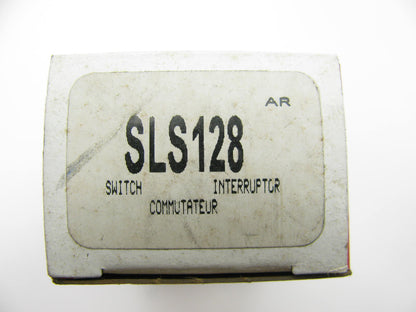 AR
SLS128
SWITCH INTERRUPTOR
COMMUTATEUR